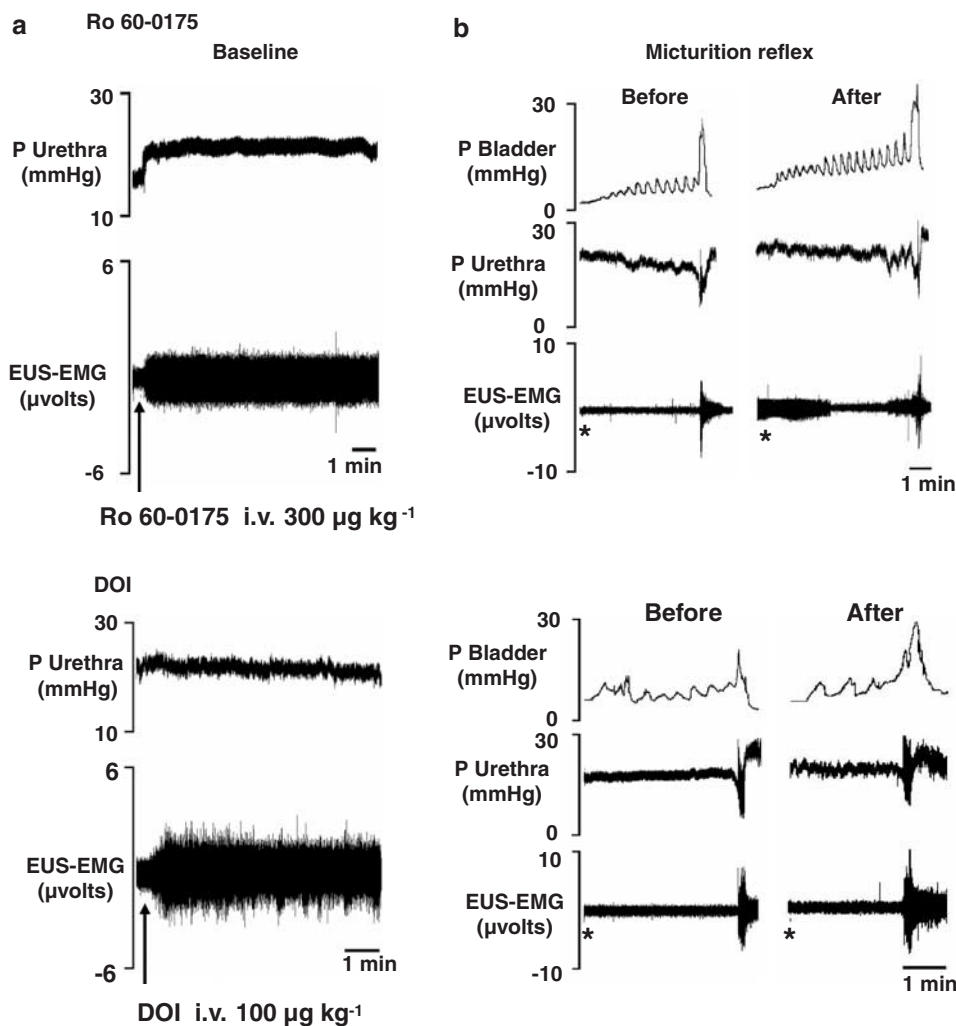 a
Ro 60-0175
Baseline
30
P Urethra
(mmHg)
10
6
EUS-EMG
(µvolts)
-6
1 min
Ro 60-0175 i.v. 300 µg kg-1
b
Micturition reflex
Before
After
30
P Bladder
(mmHg)
0
30
P Urethra
(mmHg)
0
10
EUS-EMG
(µvolts)
-10
*
*
1 min
DOI
30
P Urethra
(mmHg)
10
6
EUS-EMG
(µvolts)
-6
1 min
DOI i.v. 100 µg kg-1
Before
After
30
P Bladder
(mmHg)
0
30
P Urethra
(mmHg)
0
10
EUS-EMG
(µvolts)
-10
*
*
1 min